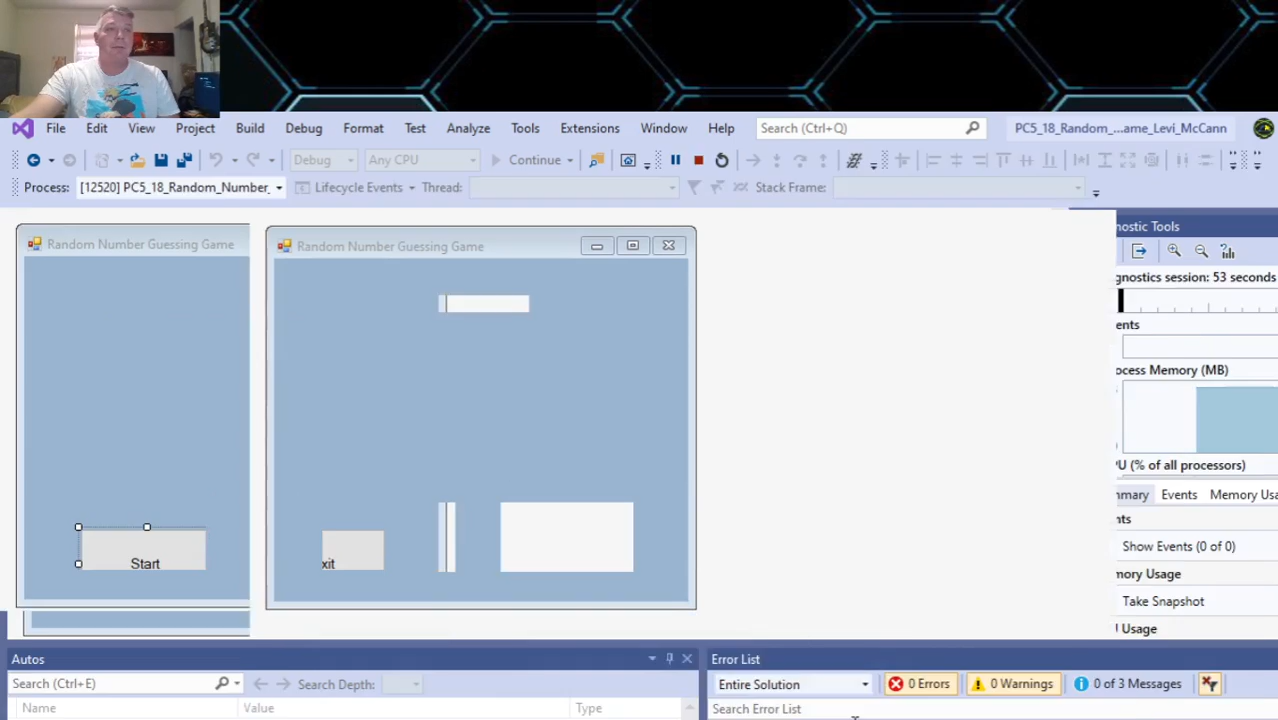 File Edit View Project Build Debug Format Test Analyze Tools Extensions Window Help Search (Ctrl+Q) PC5_18_Random_...ame_Levi_McCann
Debug Any CPU Continue
Process: [12520] PC5_18_Random_Number_ Lifecycle Events Thread: Stack Frame:
Random Number Guessing Game
Start
Random Number Guessing Game
xit
nostic Tools
agnostics session: 53 seconds
ents
ocess Memory (MB)
PU (% of all processors)
mmary Events Memory Usa
nts
Show Events (0 of 0)
mory Usage
Take Snapshot
U Usage
Autos
Search (Ctrl+E) Search Depth:
Name Value Type
Error List
Entire Solution 0 Errors 0 Warnings 0 of 3 Messages
Search Error List